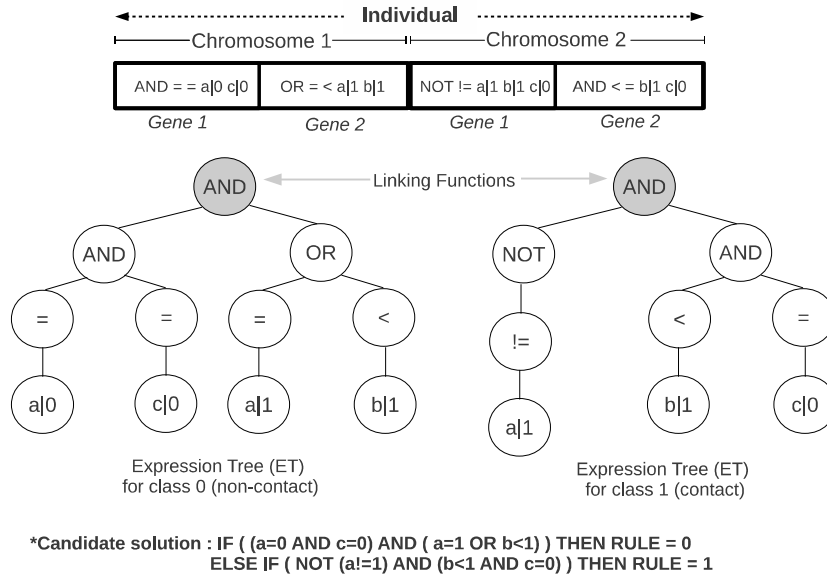 Individual
Chromosome 1 Chromosome 2
AND = = a|0 c|0 OR = < a|1 b|1 NOT != a|1 b|1 c|0 AND < = b|1 c|0
Gene 1 Gene 2 Gene 1 Gene 2
AND Linking Functions AND
AND OR NOT AND
= = = < != < =
a|0 c|0 a|1 b|1 a|1 b|1 c|0
Expression Tree (ET)
for class 0 (non-contact)
Expression Tree (ET)
for class 1 (contact)
*Candidate solution : IF ( (a=0 AND c=0) AND ( a=1 OR b<1) ) THEN RULE = 0
ELSE IF ( NOT (a!=1) AND (b<1 AND c=0) ) THEN RULE = 1